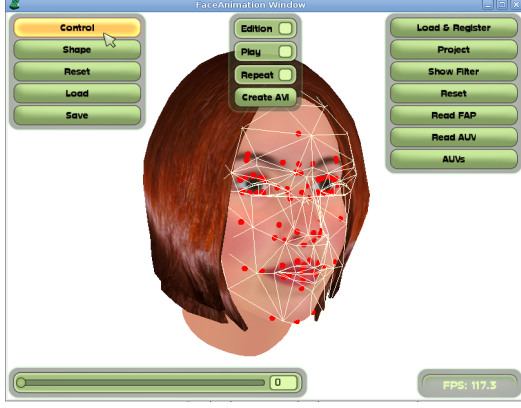 FaceAnimation Window
Control
Shape
Reset
Load
Save
Edition
Play
Repeat
Create AVI
Load & Register
Project
Show Filter
Reset
Read FAP
Read AUV
AUVs
0
FPS: 117.3